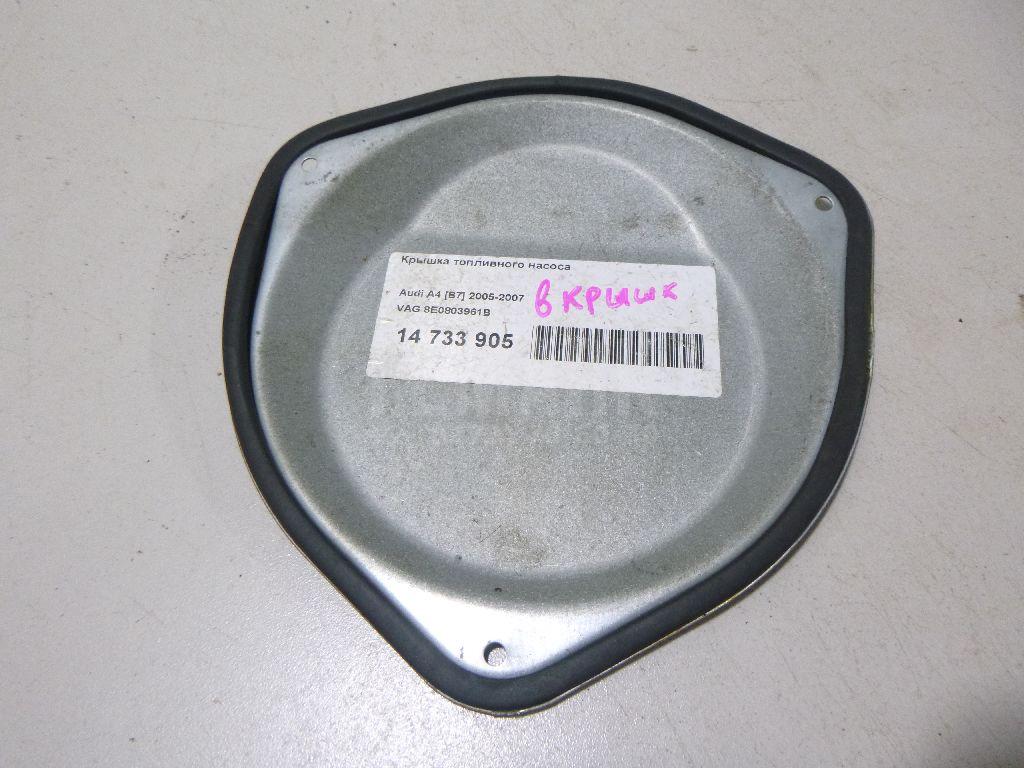 Крышка топливного насоса
Audi A4 [B7] 2005-2007
в крышк
VAG 8E0803961B
14 733 905